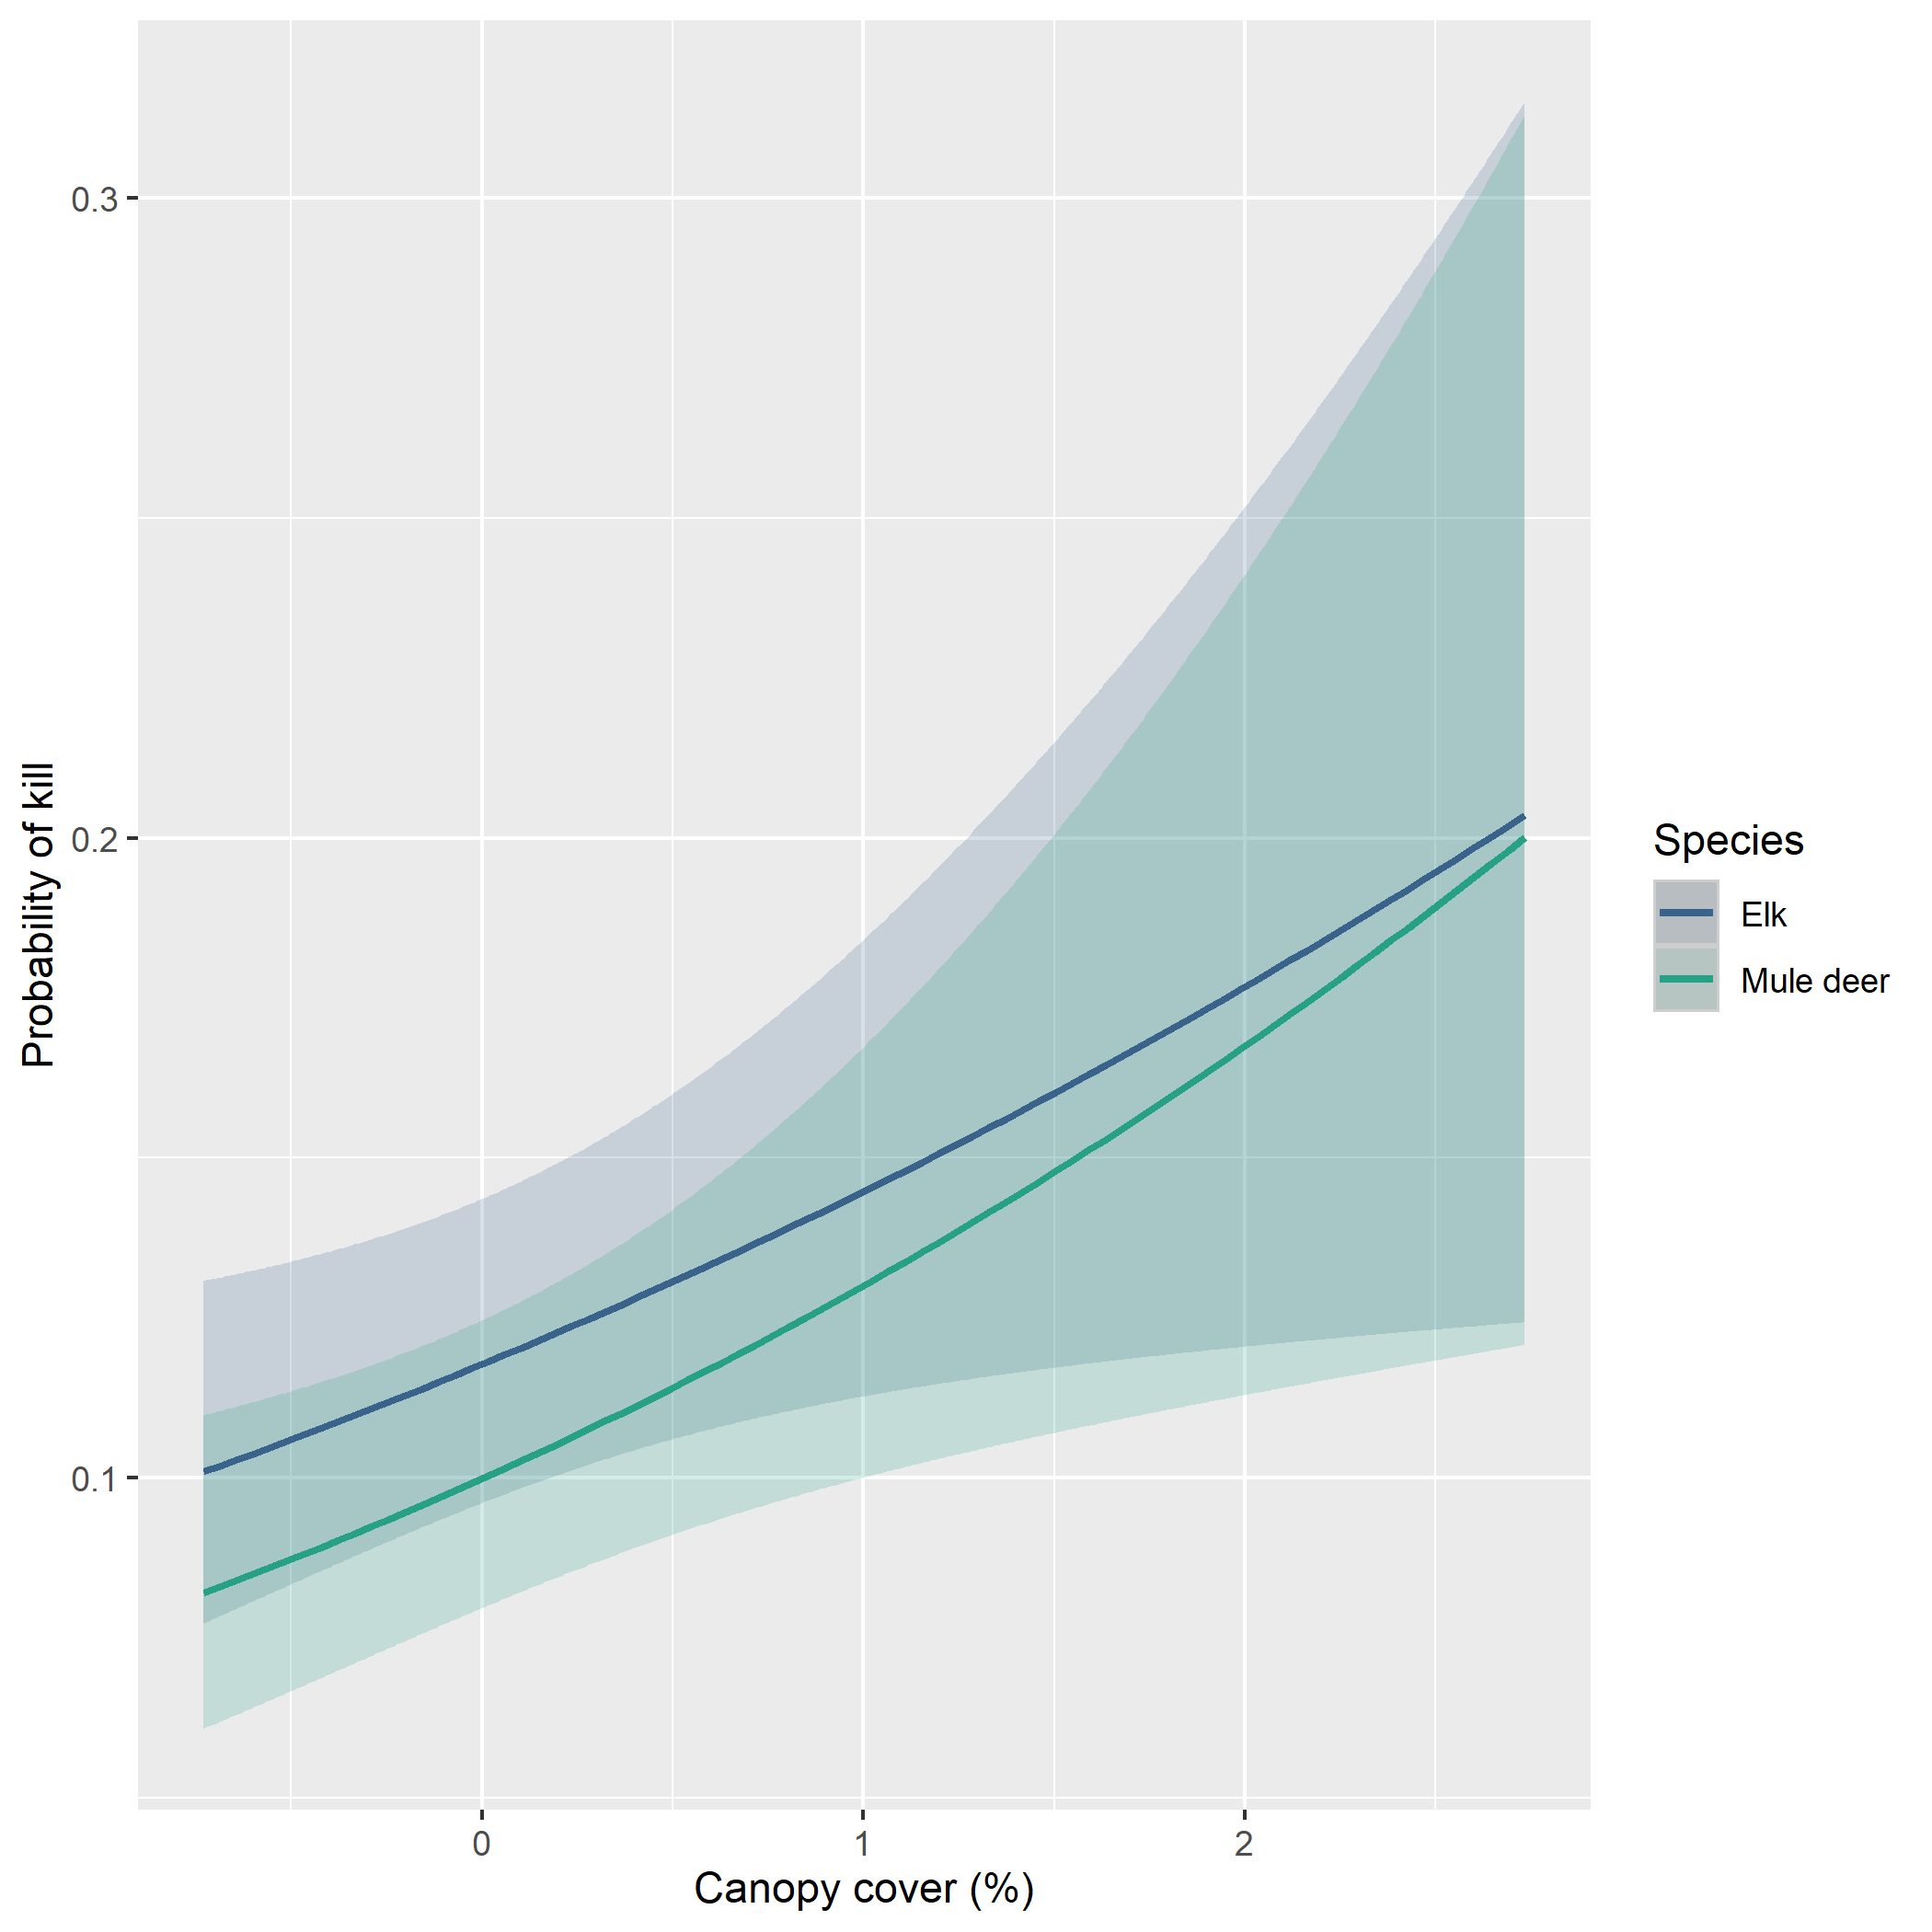 Probability of kill
0.3
0.2
0.1
0
1
2
Canopy cover (%)
Species
Elk
Mule deer